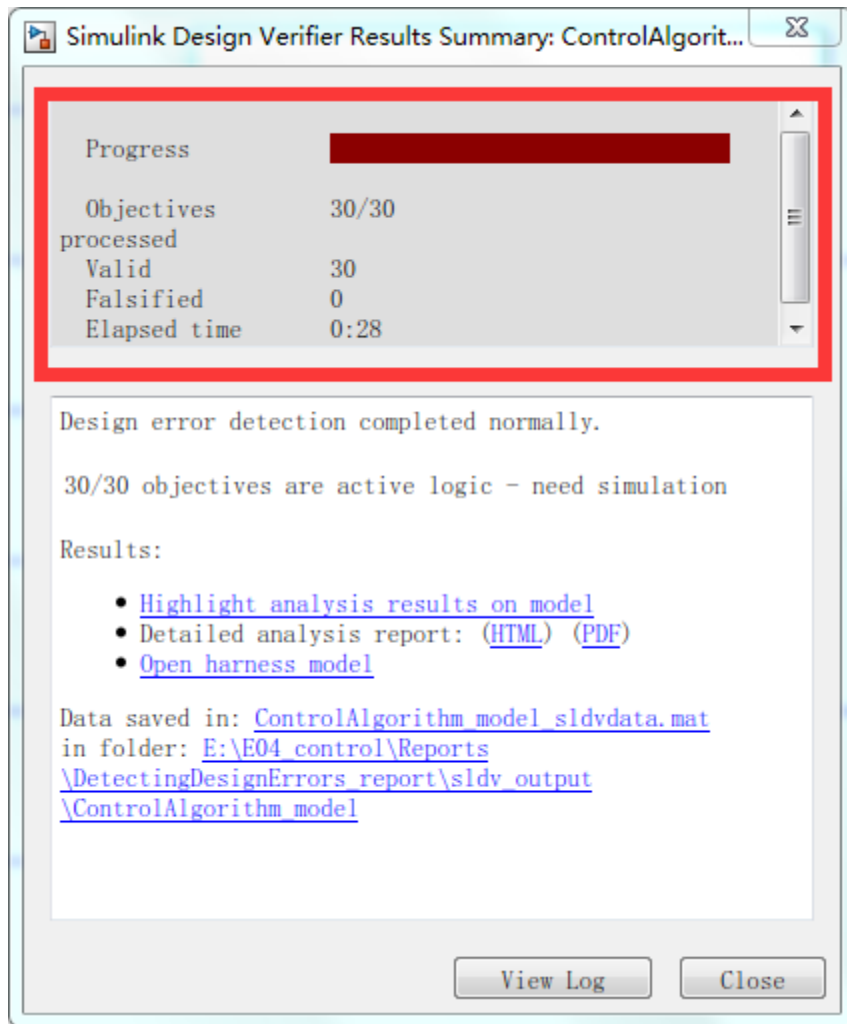 Simulink Design Verifier Results Summary: ControlAlgorit...
Progress
Objectives 30/30
processed
Valid 30
Falsified 0
Elapsed time 0:28
Design error detection completed normally.
30/30 objectives are active logic - need simulation
Results:
Highlight analysis results on model
Detailed analysis report: (HTML) (PDF)
Open harness model
Data saved in: ControlAlgorithm_model_sldvdata.mat
in folder: E:\E04_control\Reports
\DetectingDesignErrors_report\sldv_output
\ControlAlgorithm_model
View Log Close